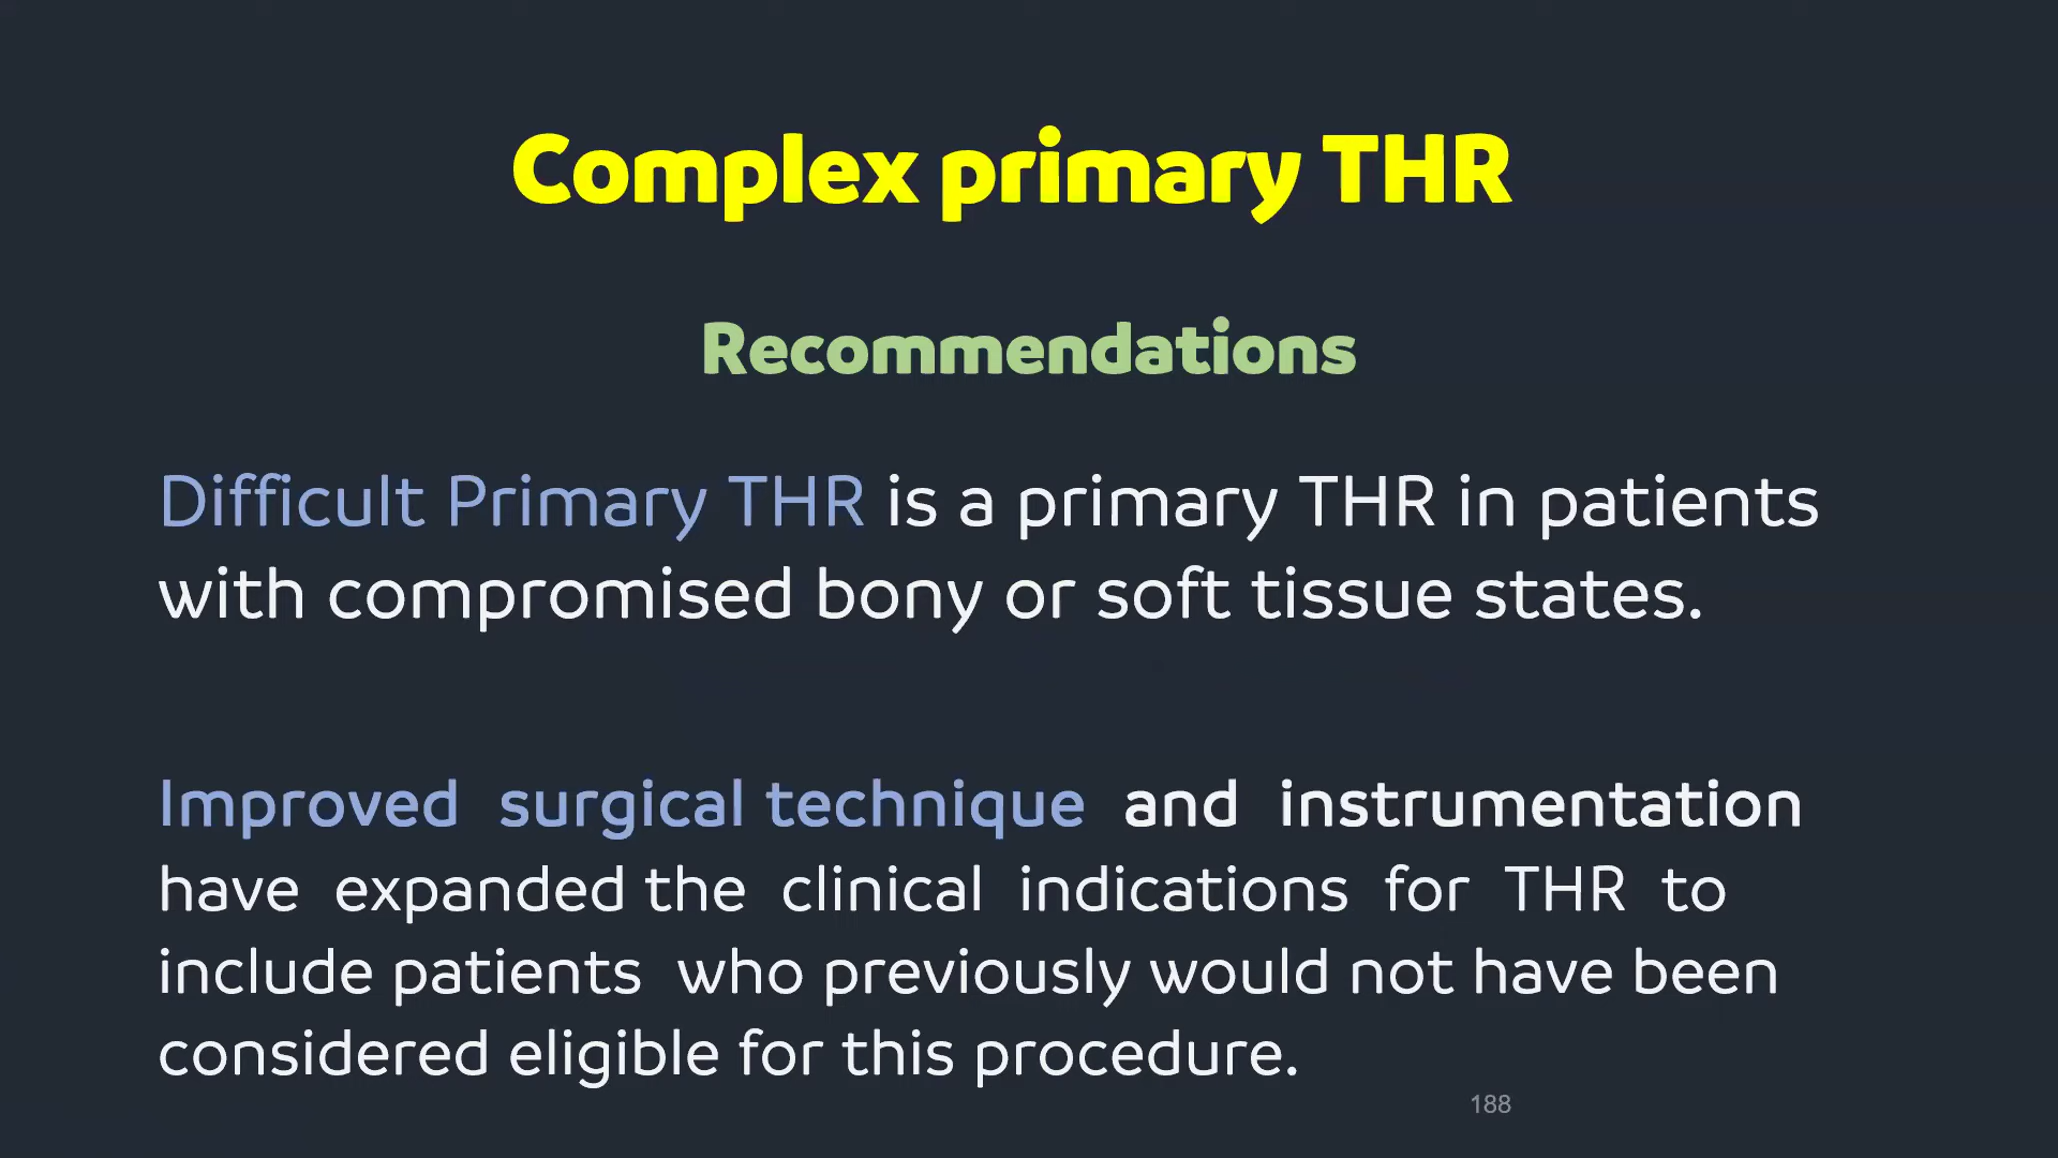 Complex primary THR
Recommendations
Difficult Primary THR is a primary THR in patients
with compromised bony or soft tissue states.
Improved surgical technique and instrumentation
have expanded the clinical indications for THR to
include patients who previously would not have been
considered eligible for this procedure.
188